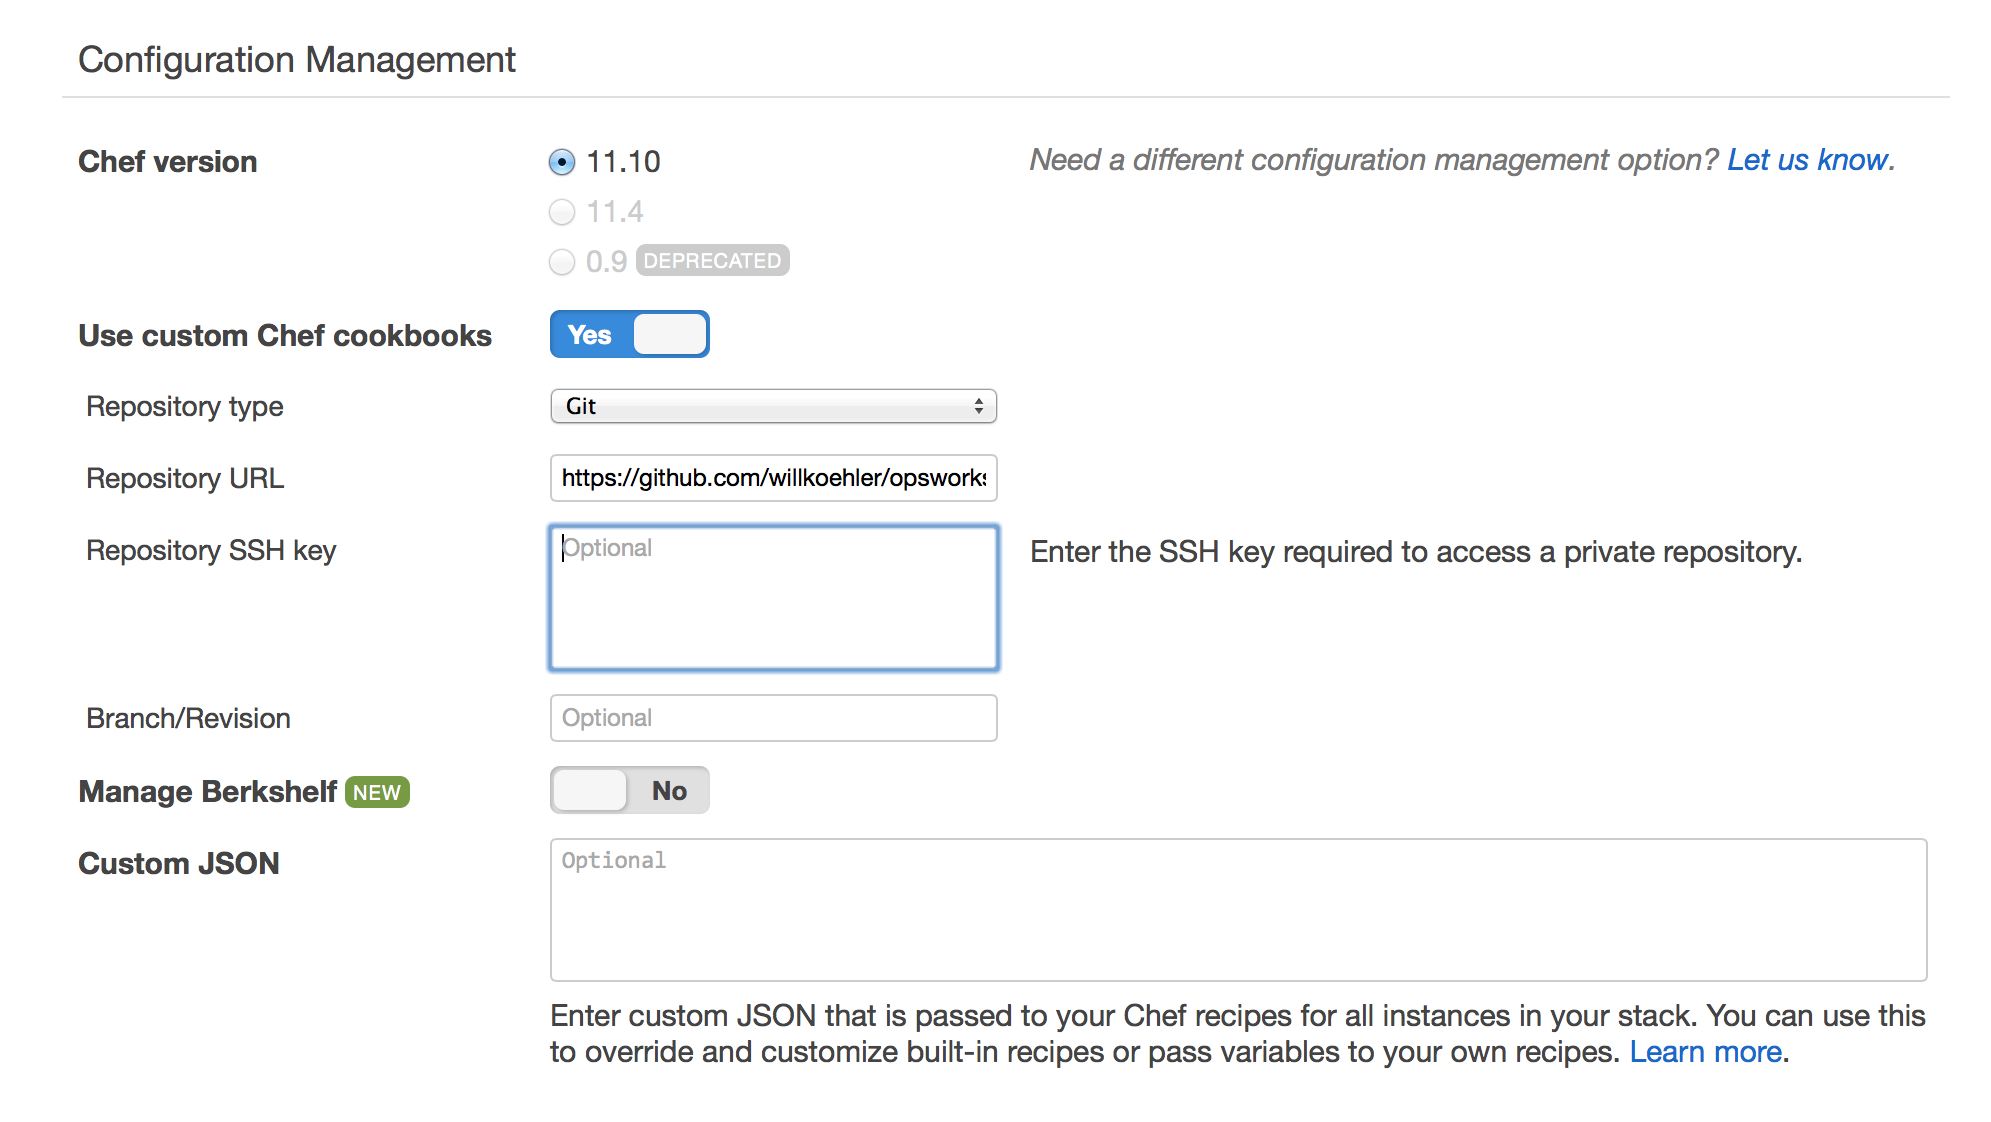 Configuration Management
Chef version
11.10
Need a different configuration management option? Let us know.
11.4
0.9 DEPRECATED
Use custom Chef cookbooks
Yes
Repository type
Git
Repository URL
https://github.com/willkoehler/opsworks
Repository SSH key
Optional
Enter the SSH key required to access a private repository.
Branch/Revision
Optional
Manage Berkshelf NEW
No
Custom JSON
Optional
Enter custom JSON that is passed to your Chef recipes for all instances in your stack. You can use this
to override and customize built-in recipes or pass variables to your own recipes. Learn more.